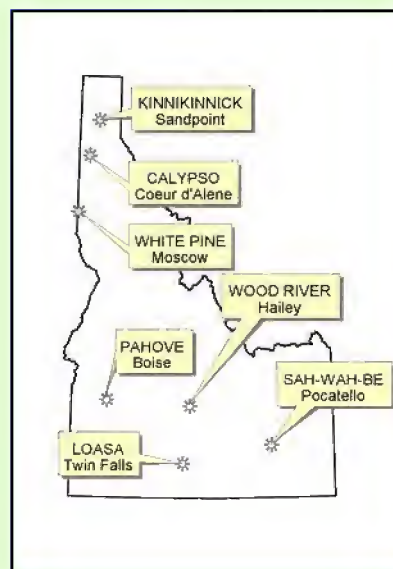 KINNIKINNICK
Sandpoint
CALYPSO
Coeur d'Alene
WHITE PINE
Moscow
WOOD RIVER
Hailey
PAHOVE
Boise
SAH-WAH-BE
Pocatello
LOASA
Twin Falls